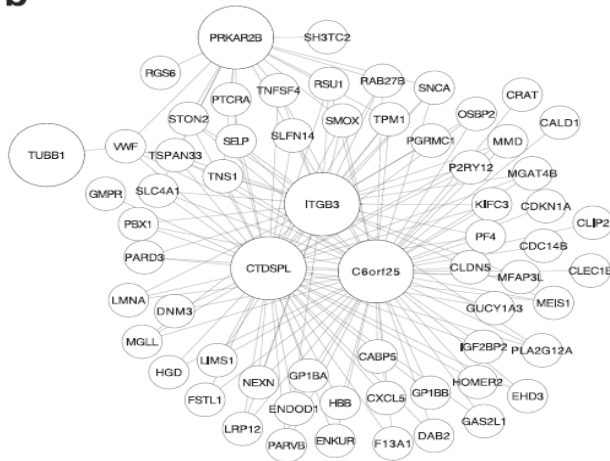 b
PRKAR2B
SH3TC2
RGS6
PTCRA
TNFSF4
RSU1
RAB27B
SNCA
CRAT
STON2
SELP
SLFN14
SMOX
TPM1
PGRMC1
OSBP2
MMD
CALD1
TUBB1
VWF
TSPAN33
TNS1
P2RY12
MGAT4B
GMPR
SLC4A1
ITGB3
KIFC3
CDKN1A
PBX1
PF4
CLIP2
PARD3
CTDSPL
C6orf25
CDC14B
CLDN5
MFAP3L
CLEC1B
LMNA
DNM3
GUCY1A3
MEIS1
MGLL
LIMS1
CABP5
IGF2BP2
PLA2G12A
HGD
NEXN
GP1BA
HOMER2
FSTL1
ENDOD1
HBB
CXCL5
GP1BB
EHD3
LRP12
PARVB
ENKUR
F13A1
DAB2
GAS2L1